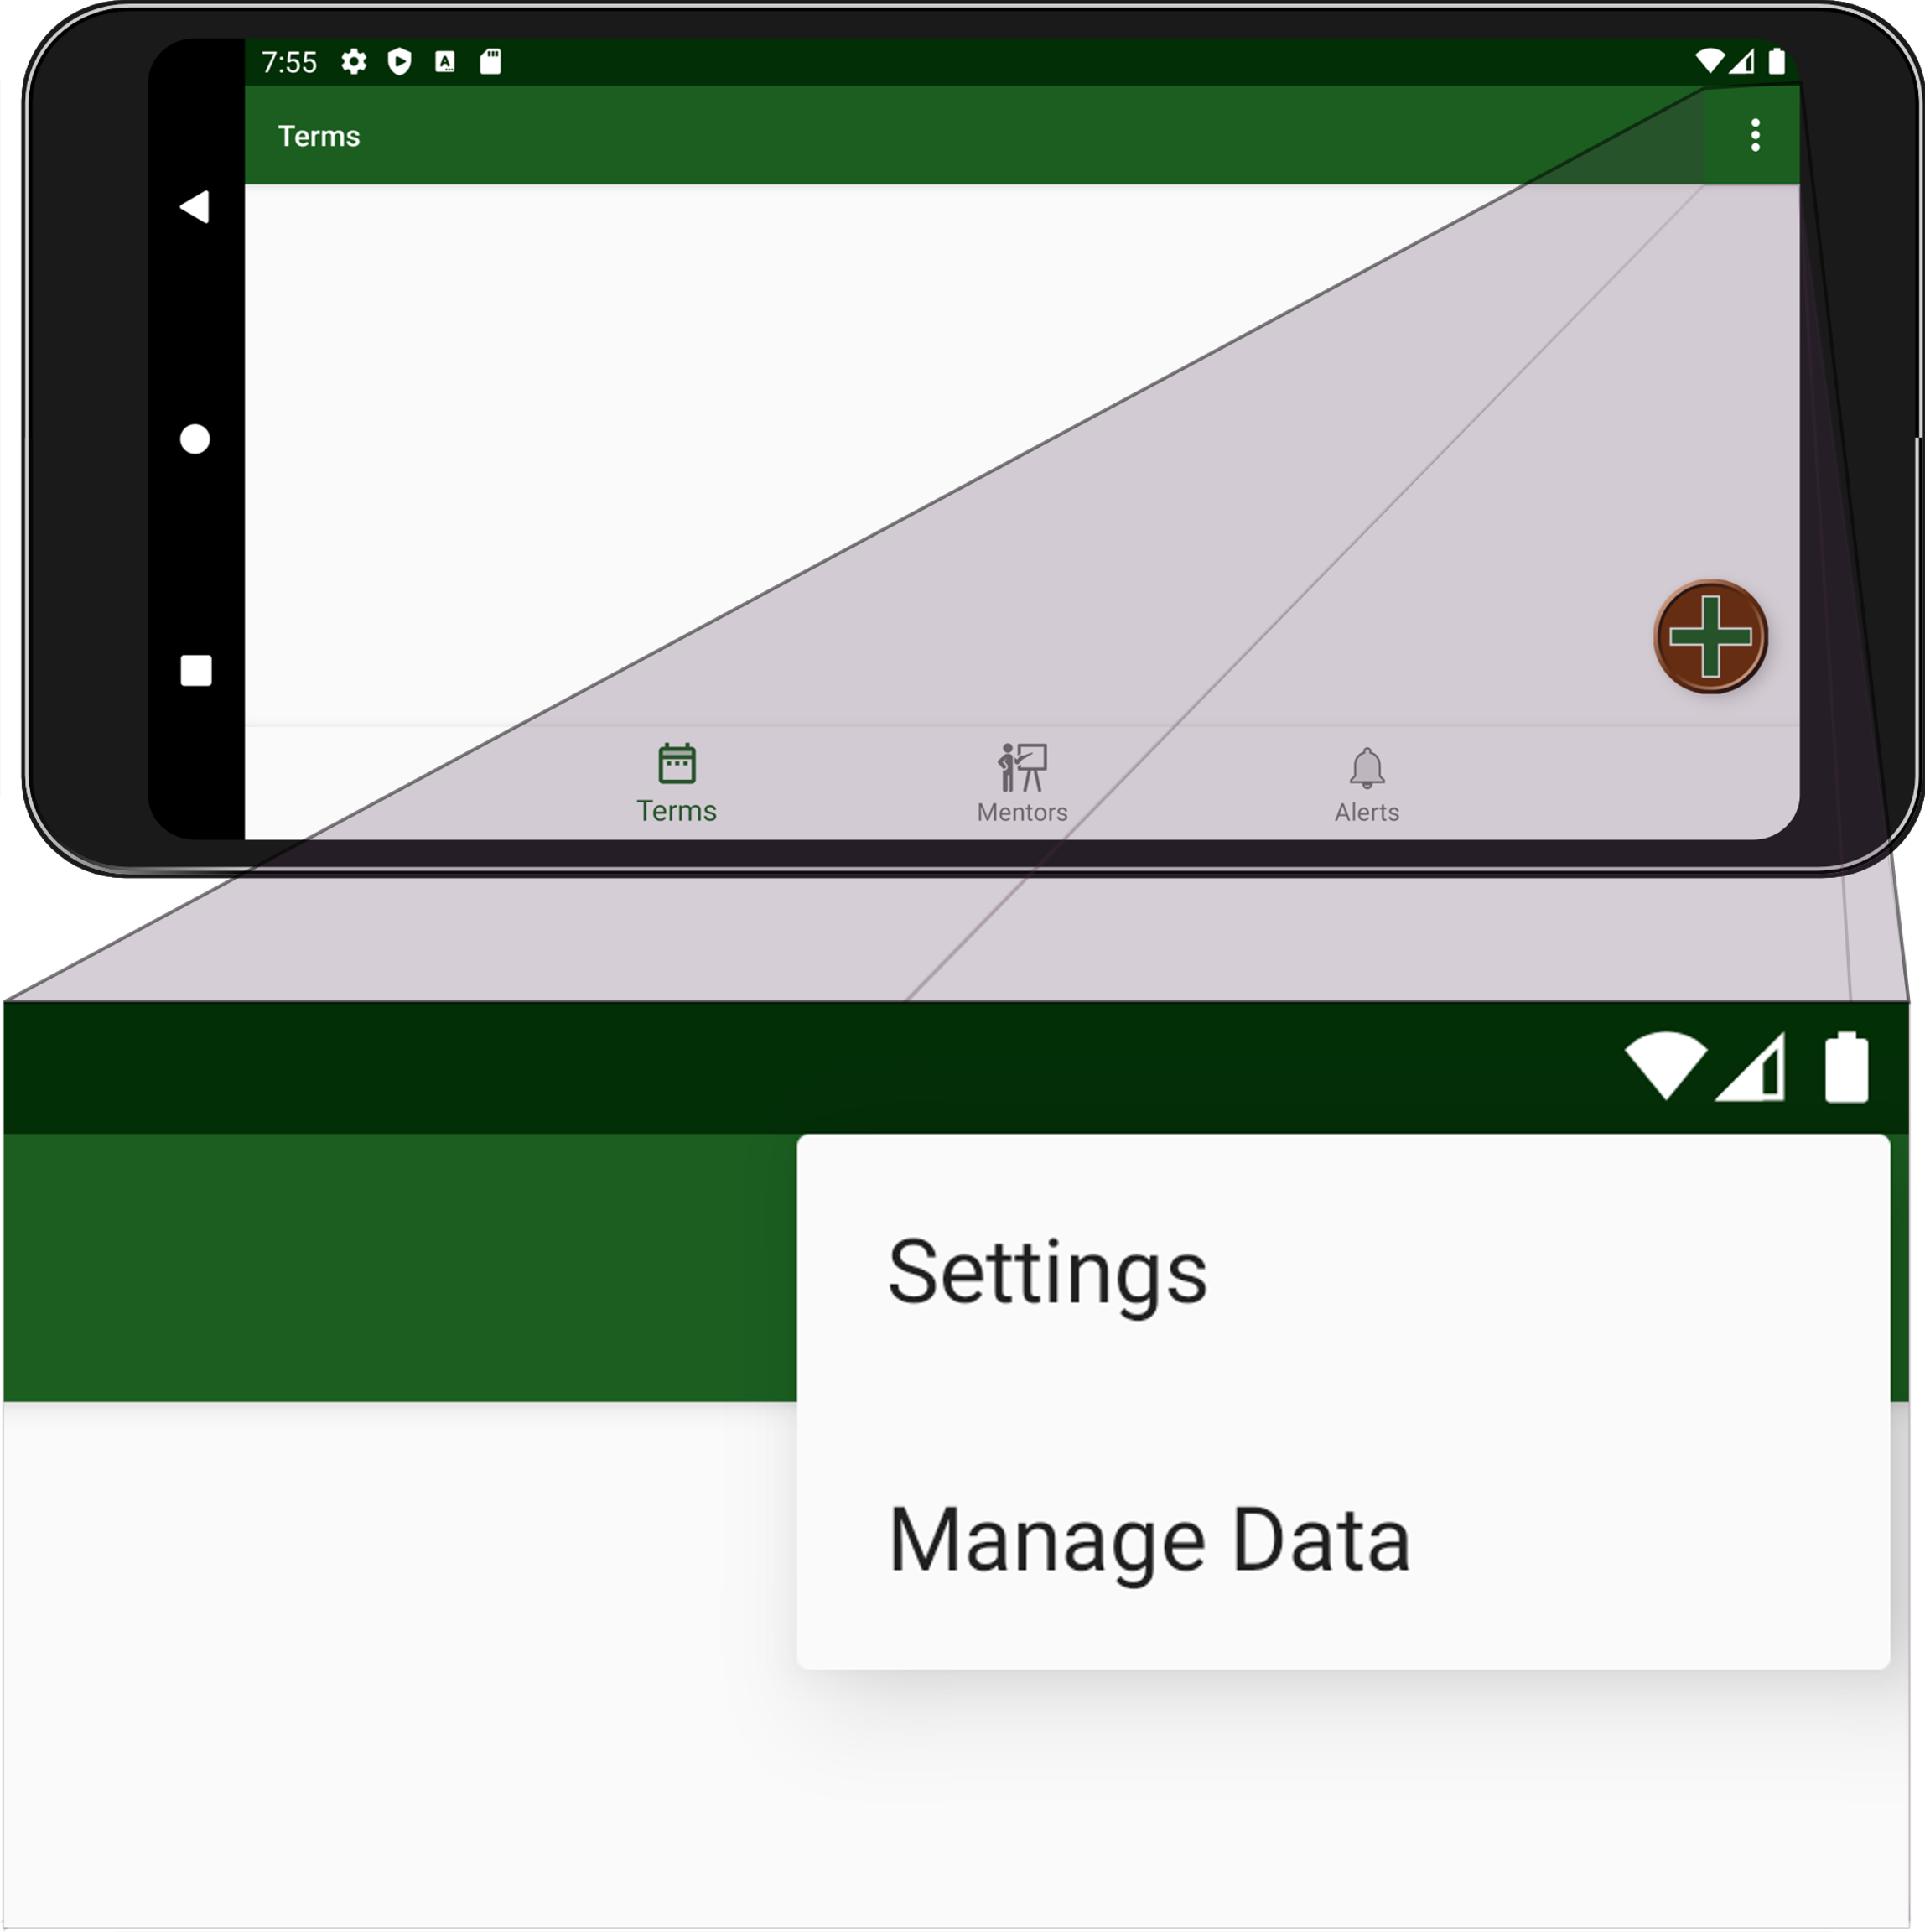 7:55
Terms
Terms
Mentors
Alerts
Settings
Manage Data